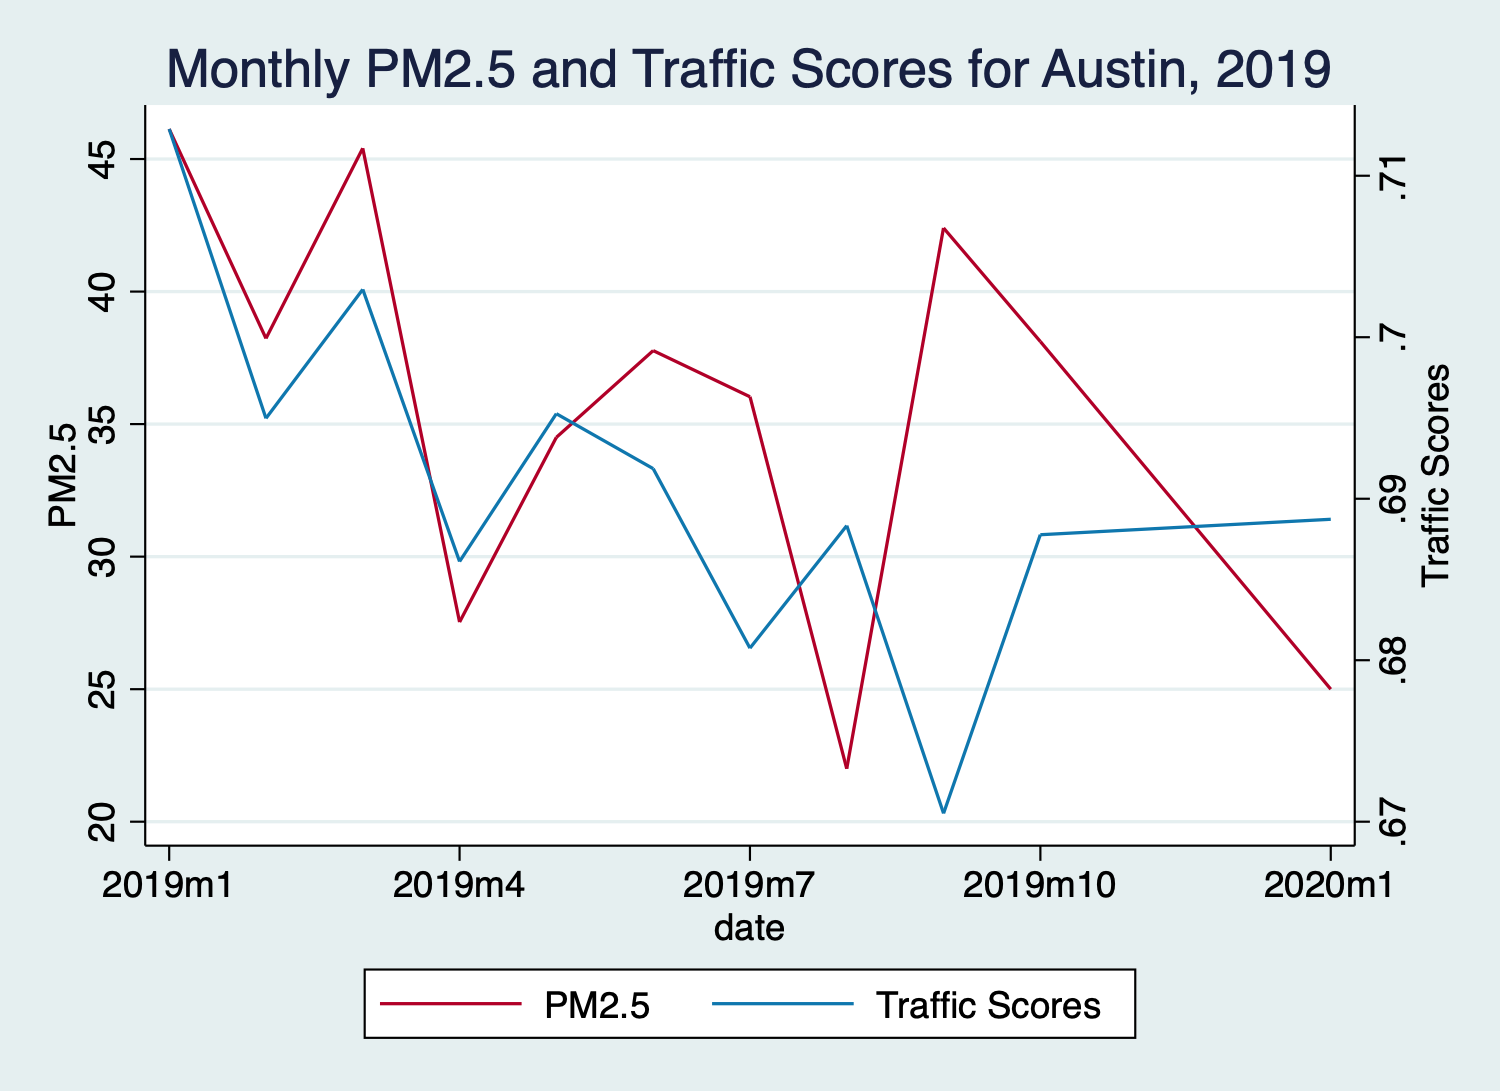 Monthly PM2.5 and Traffic Scores for Austin, 2019
PM2.5
45
40
35
30
25
20
.71
.7
.69
.68
.67
Traffic Scores
2019m1 2019m4 2019m7 2019m10 2020m1
date
PM2.5 Traffic Scores